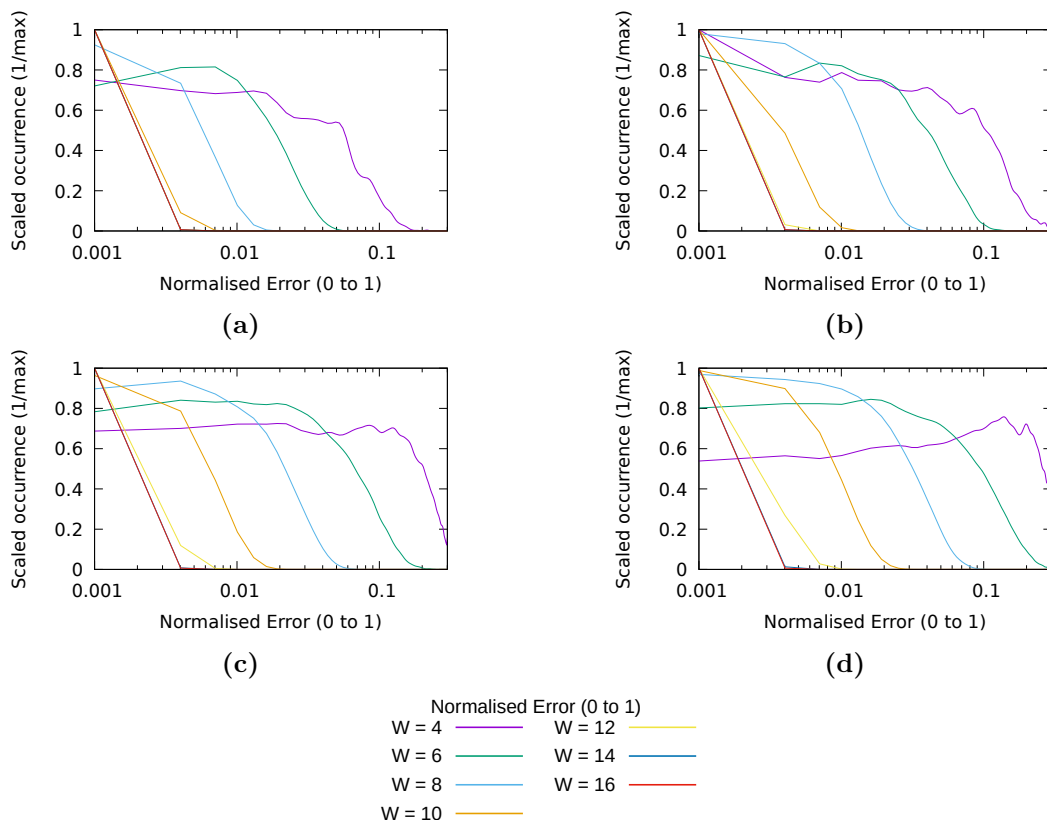 1
0.8
0.6
0.4
0.2
0
Scaled occurrence (1/max)
0.001
0.01
0.1
Normalised Error (0 to 1)
(a)
1
0.8
0.6
0.4
0.2
0
Scaled occurrence (1/max)
0.001
0.01
0.1
Normalised Error (0 to 1)
(b)
1
0.8
0.6
0.4
0.2
0
Scaled occurrence (1/max)
0.001
0.01
0.1
Normalised Error (0 to 1)
(c)
1
0.8
0.6
0.4
0.2
0
Scaled occurrence (1/max)
0.001
0.01
0.1
Normalised Error (0 to 1)
(d)
Normalised Error (0 to 1)
W = 4
W = 6
W = 8
W = 10
W = 12
W = 14
W = 16